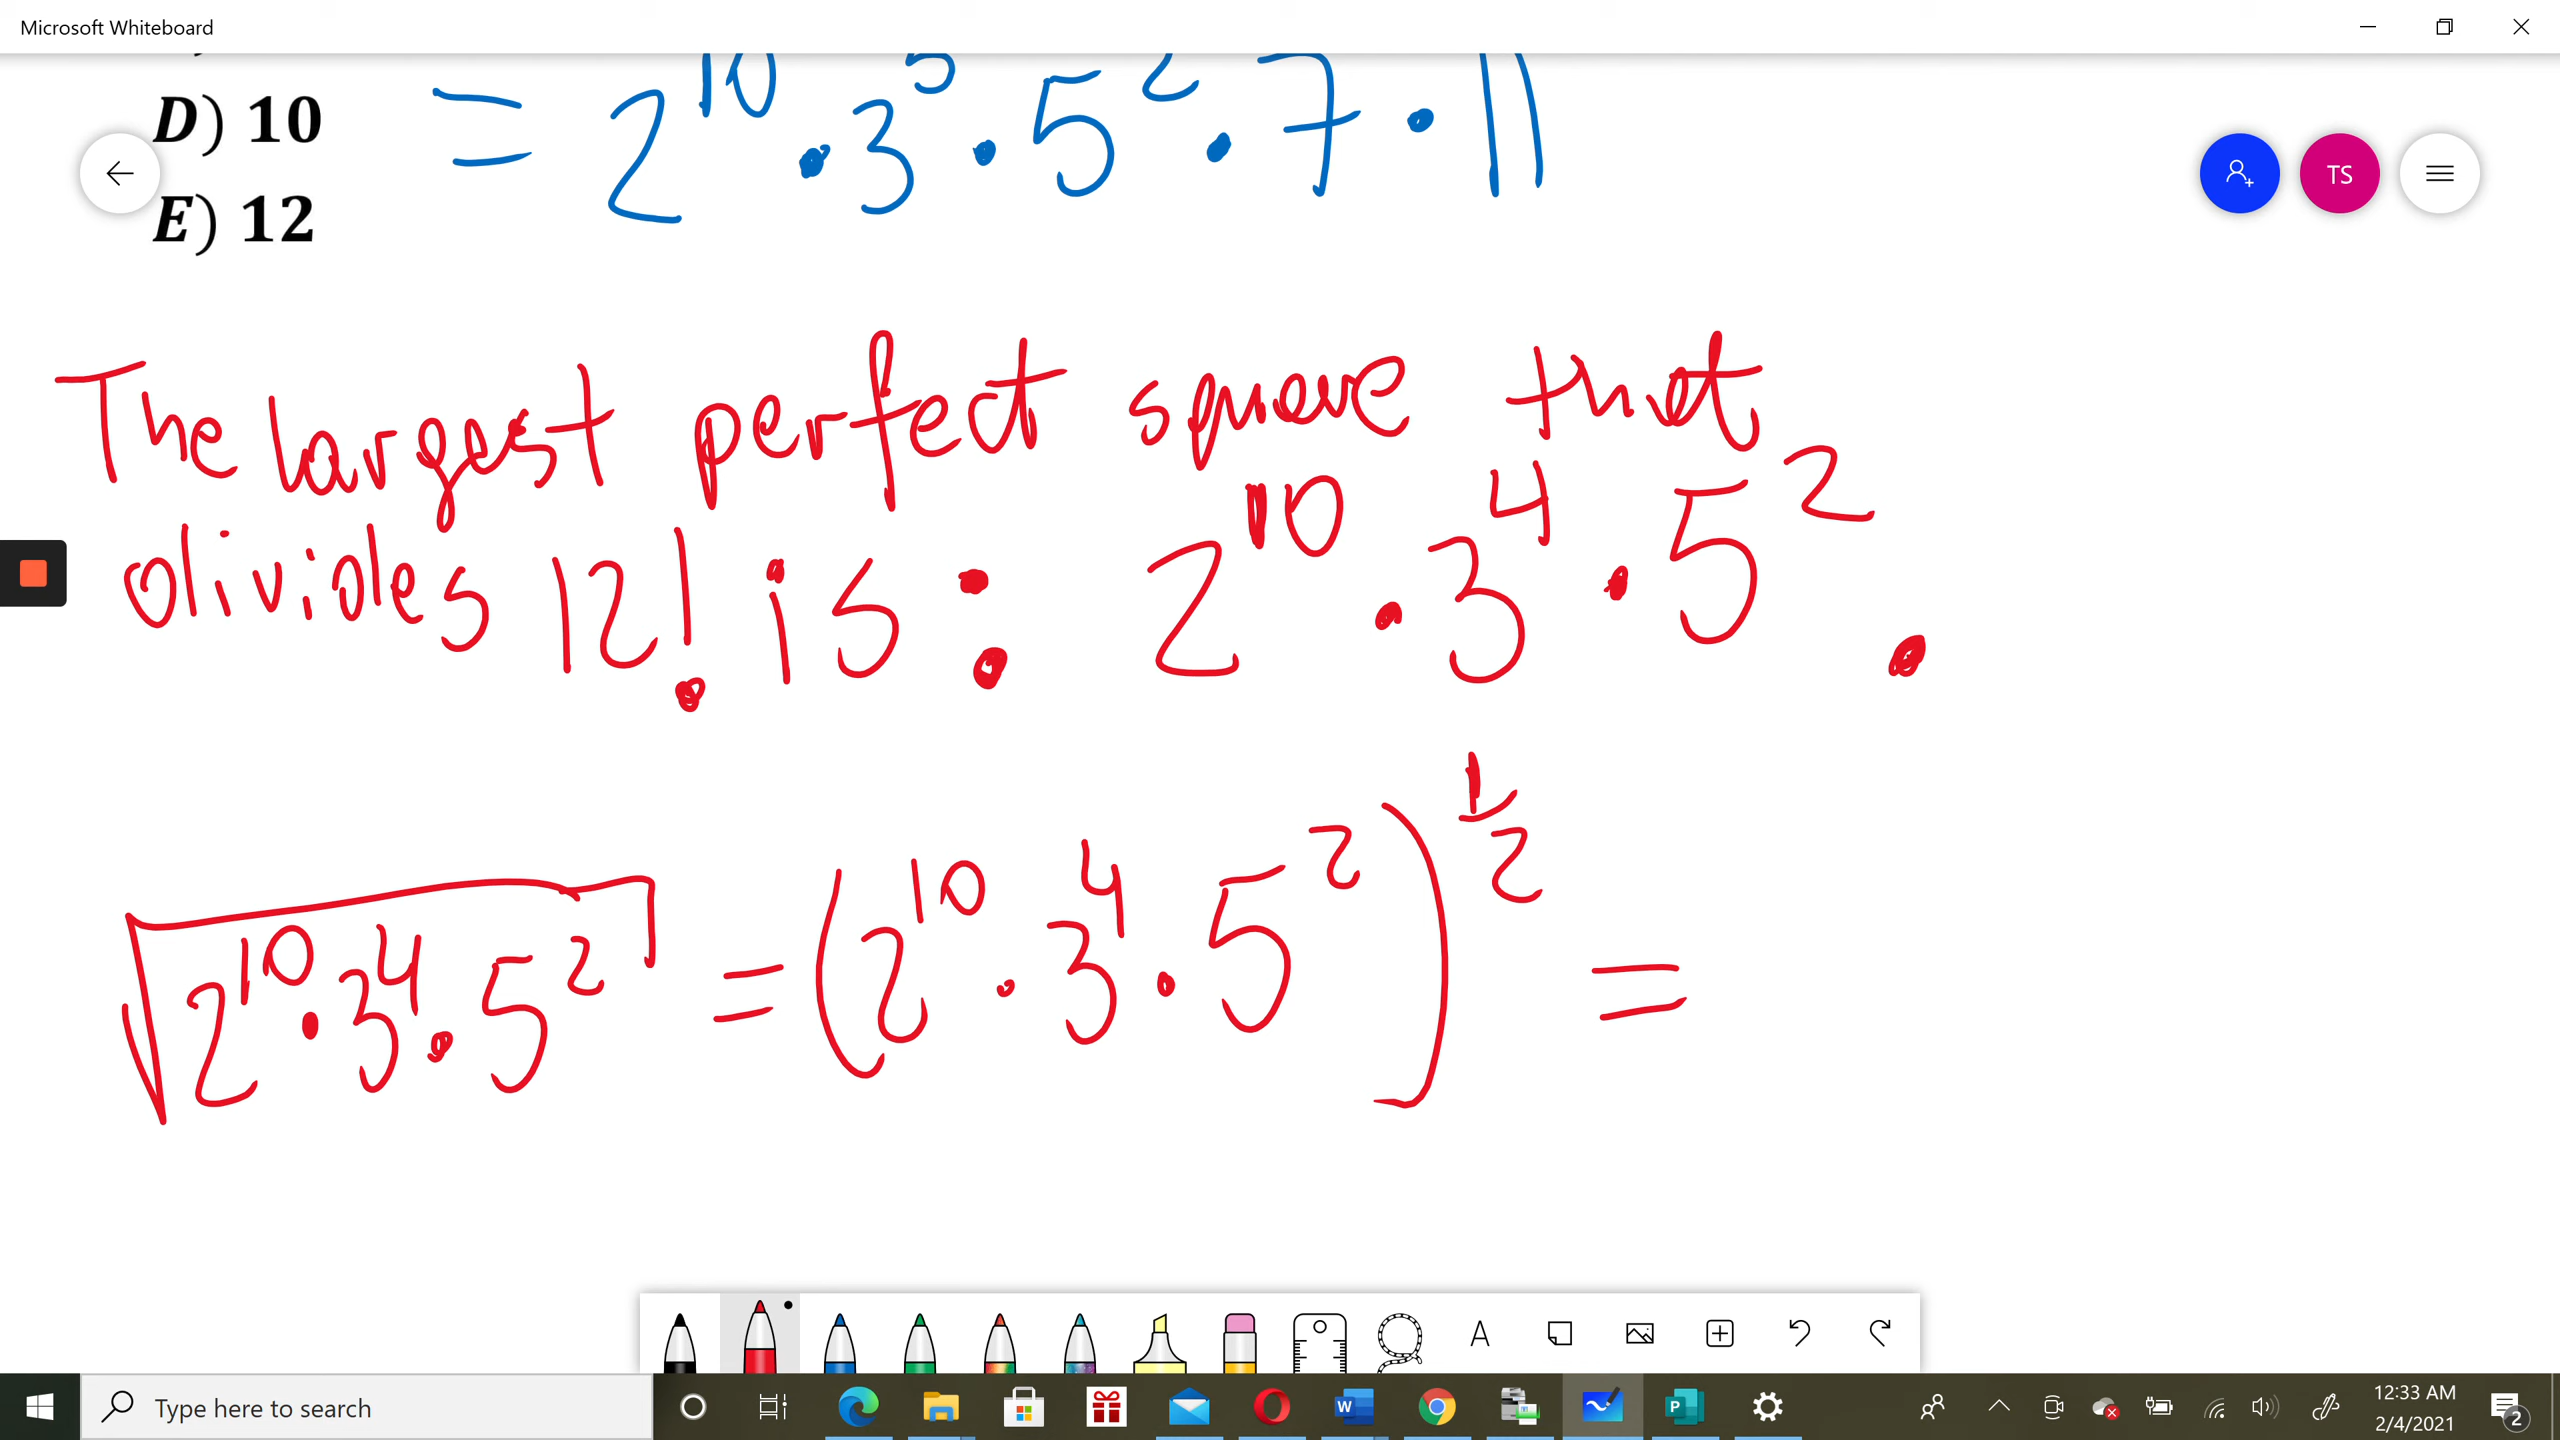 Microsoft Whiteboard
D) 10
= 2^10 · 3^5 · 5^2 · 7 · 11
E) 12
TS
The largest perfect square that
divides 12! is: 2^10 · 3^4 · 5^2 .
√(2^10 · 3^4 · 5^2) = (2^10 · 3^4 · 5^2)^(1/2) =
Type here to search
12:33 AM
2/4/2021
2